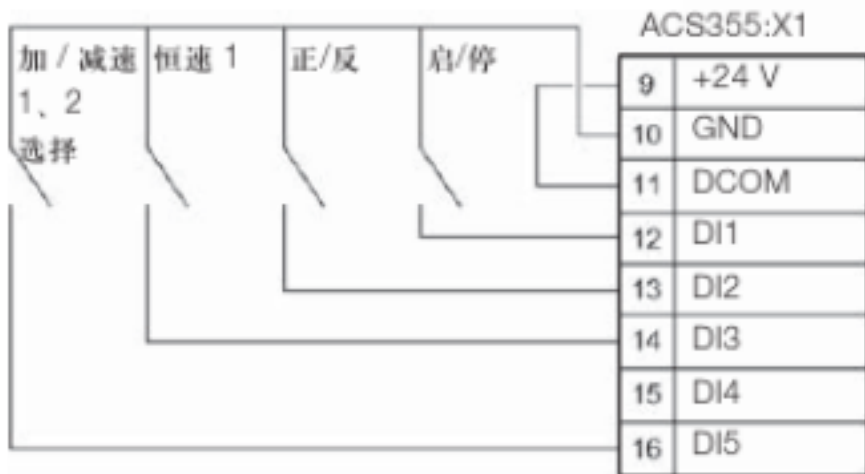 ACS355:X1
加 / 减速
1、2
选择
恒速 1
正/反
启/停
9 +24 V
10 GND
11 DCOM
12 DI1
13 DI2
14 DI3
15 DI4
16 DI5